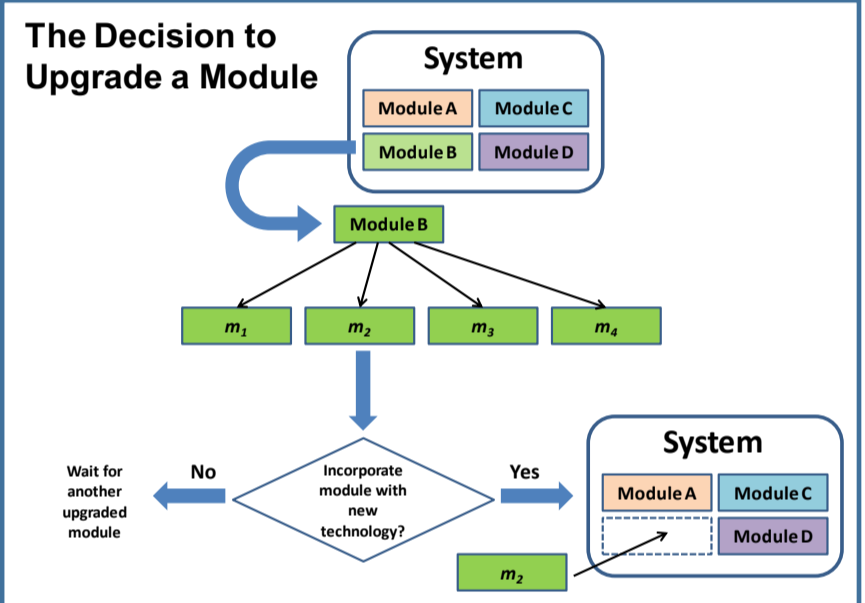 The Decision to
Upgrade a Module
System
Module A
Module C
Module B
Module D
Module B
m1
m2
m3
m4
Wait for
another
upgraded
module
No
Incorporate
module with
new
technology?
Yes
System
Module A
Module C
Module D
m2